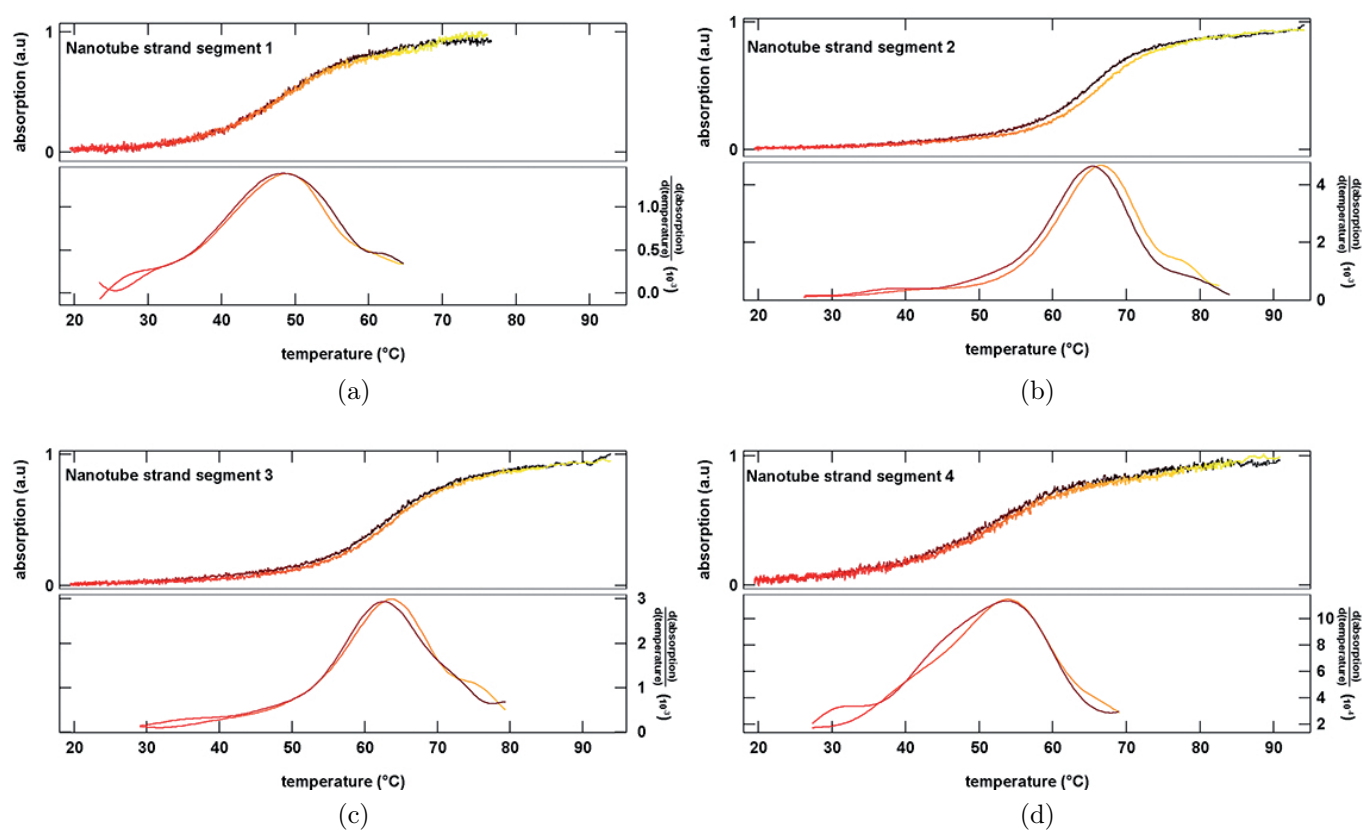 Nanotube strand segment 1
absorption (a.u)
1
0
1.0
0.5
0.0
d(absorption)
d(temperature)
(10⁻³)
20 30 40 50 60 70 80 90
temperature (°C)
(a)
Nanotube strand segment 2
absorption (a.u)
1
0
4
2
0
d(absorption)
d(temperature)
(10⁻³)
20 30 40 50 60 70 80 90
temperature (°C)
(b)
Nanotube strand segment 3
absorption (a.u)
1
0
3
2
1
0
d(absorption)
d(temperature)
(10⁻³)
20 30 40 50 60 70 80 90
temperature (°C)
(c)
Nanotube strand segment 4
absorption (a.u)
1
0
10
8
6
4
2
d(absorption)
d(temperature)
(10⁻⁴)
20 30 40 50 60 70 80 90
temperature (°C)
(d)